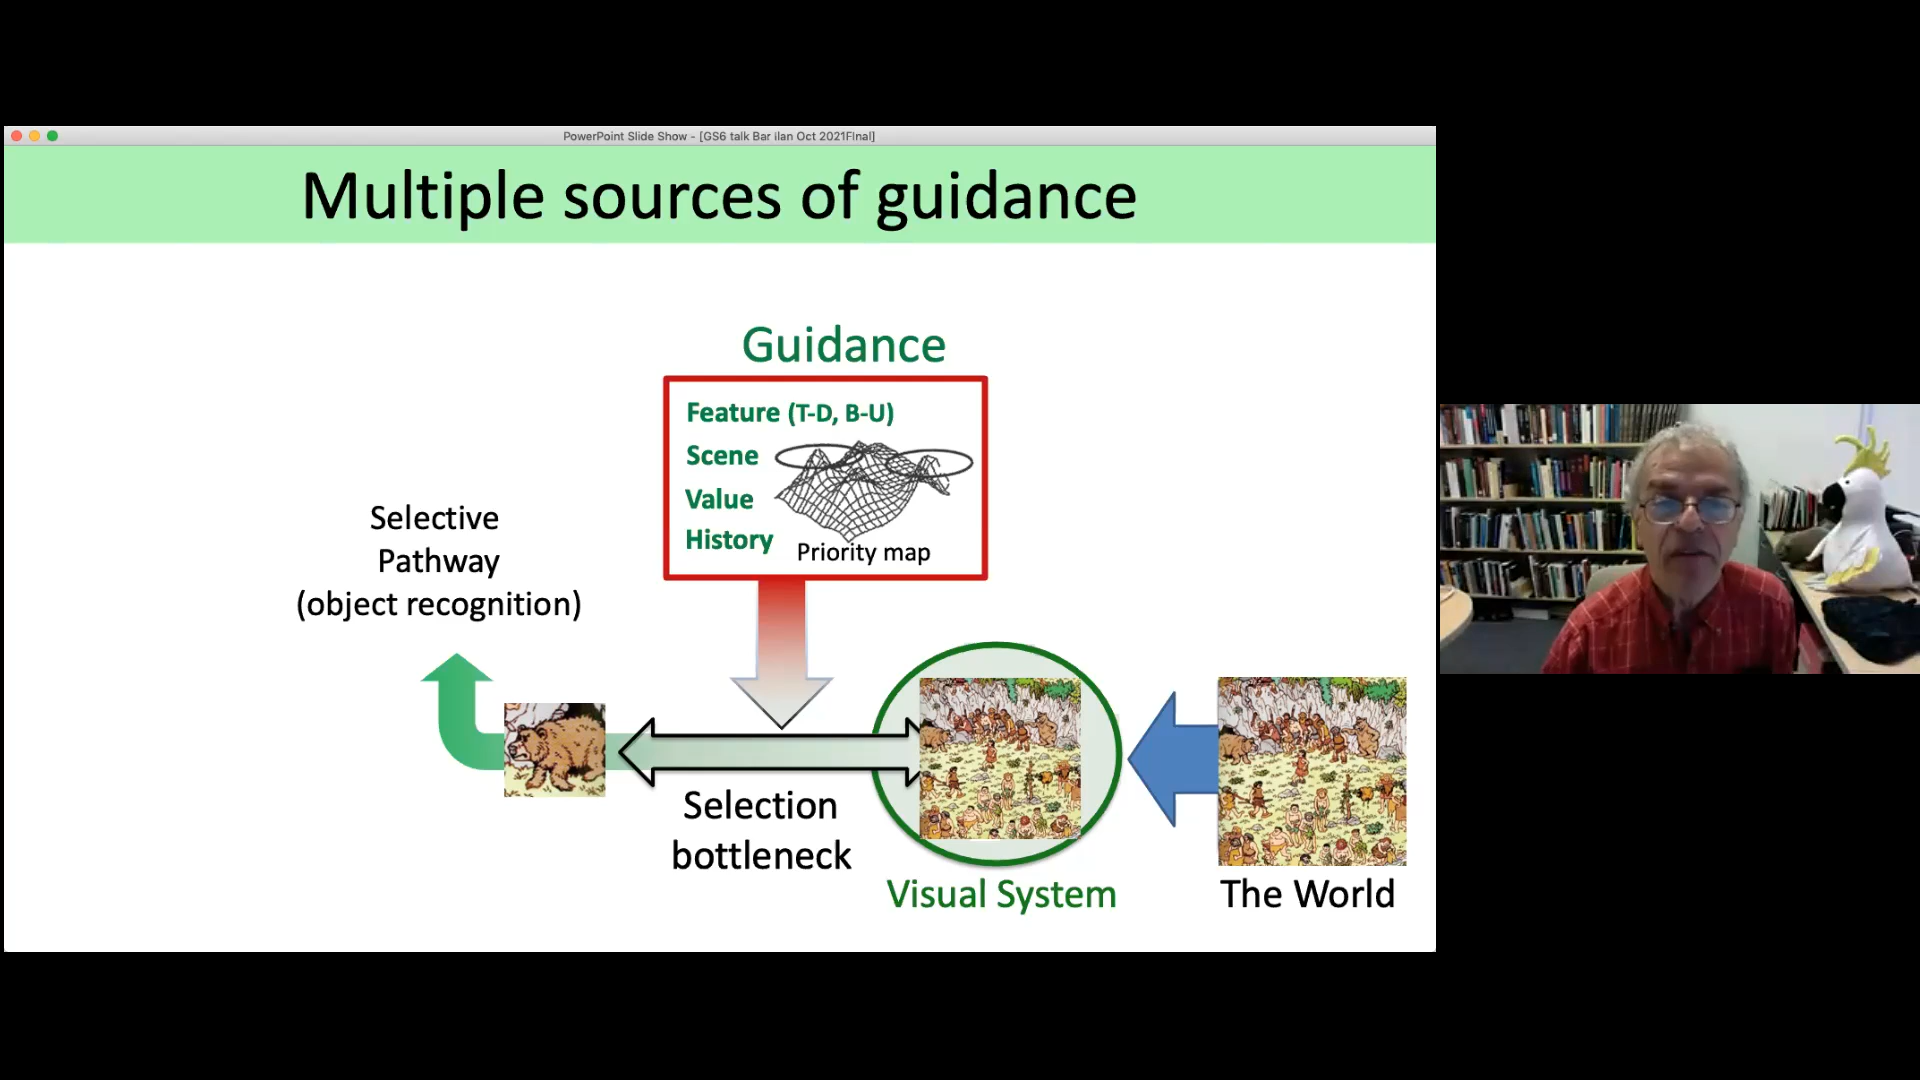 PowerPoint Slide Show - [GS6 talk Bar ilan Oct 2021FInal]
Multiple sources of guidance
Guidance
Feature (T-D, B-U)
Scene
Value
History
Priority map
Selective
Pathway
(object recognition)
Selection
bottleneck
Visual System
The World